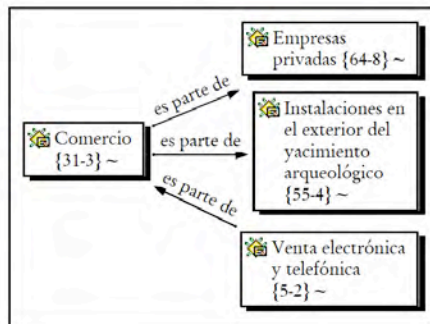 Empresas
privadas {64-8} ~
es parte de
Comercio
{31-3} ~
es parte de
Instalaciones en
el exterior del
yacimiento
arqueológico
{55-4} ~
es parte de
Venta electrónica
y telefónica
{5-2} ~